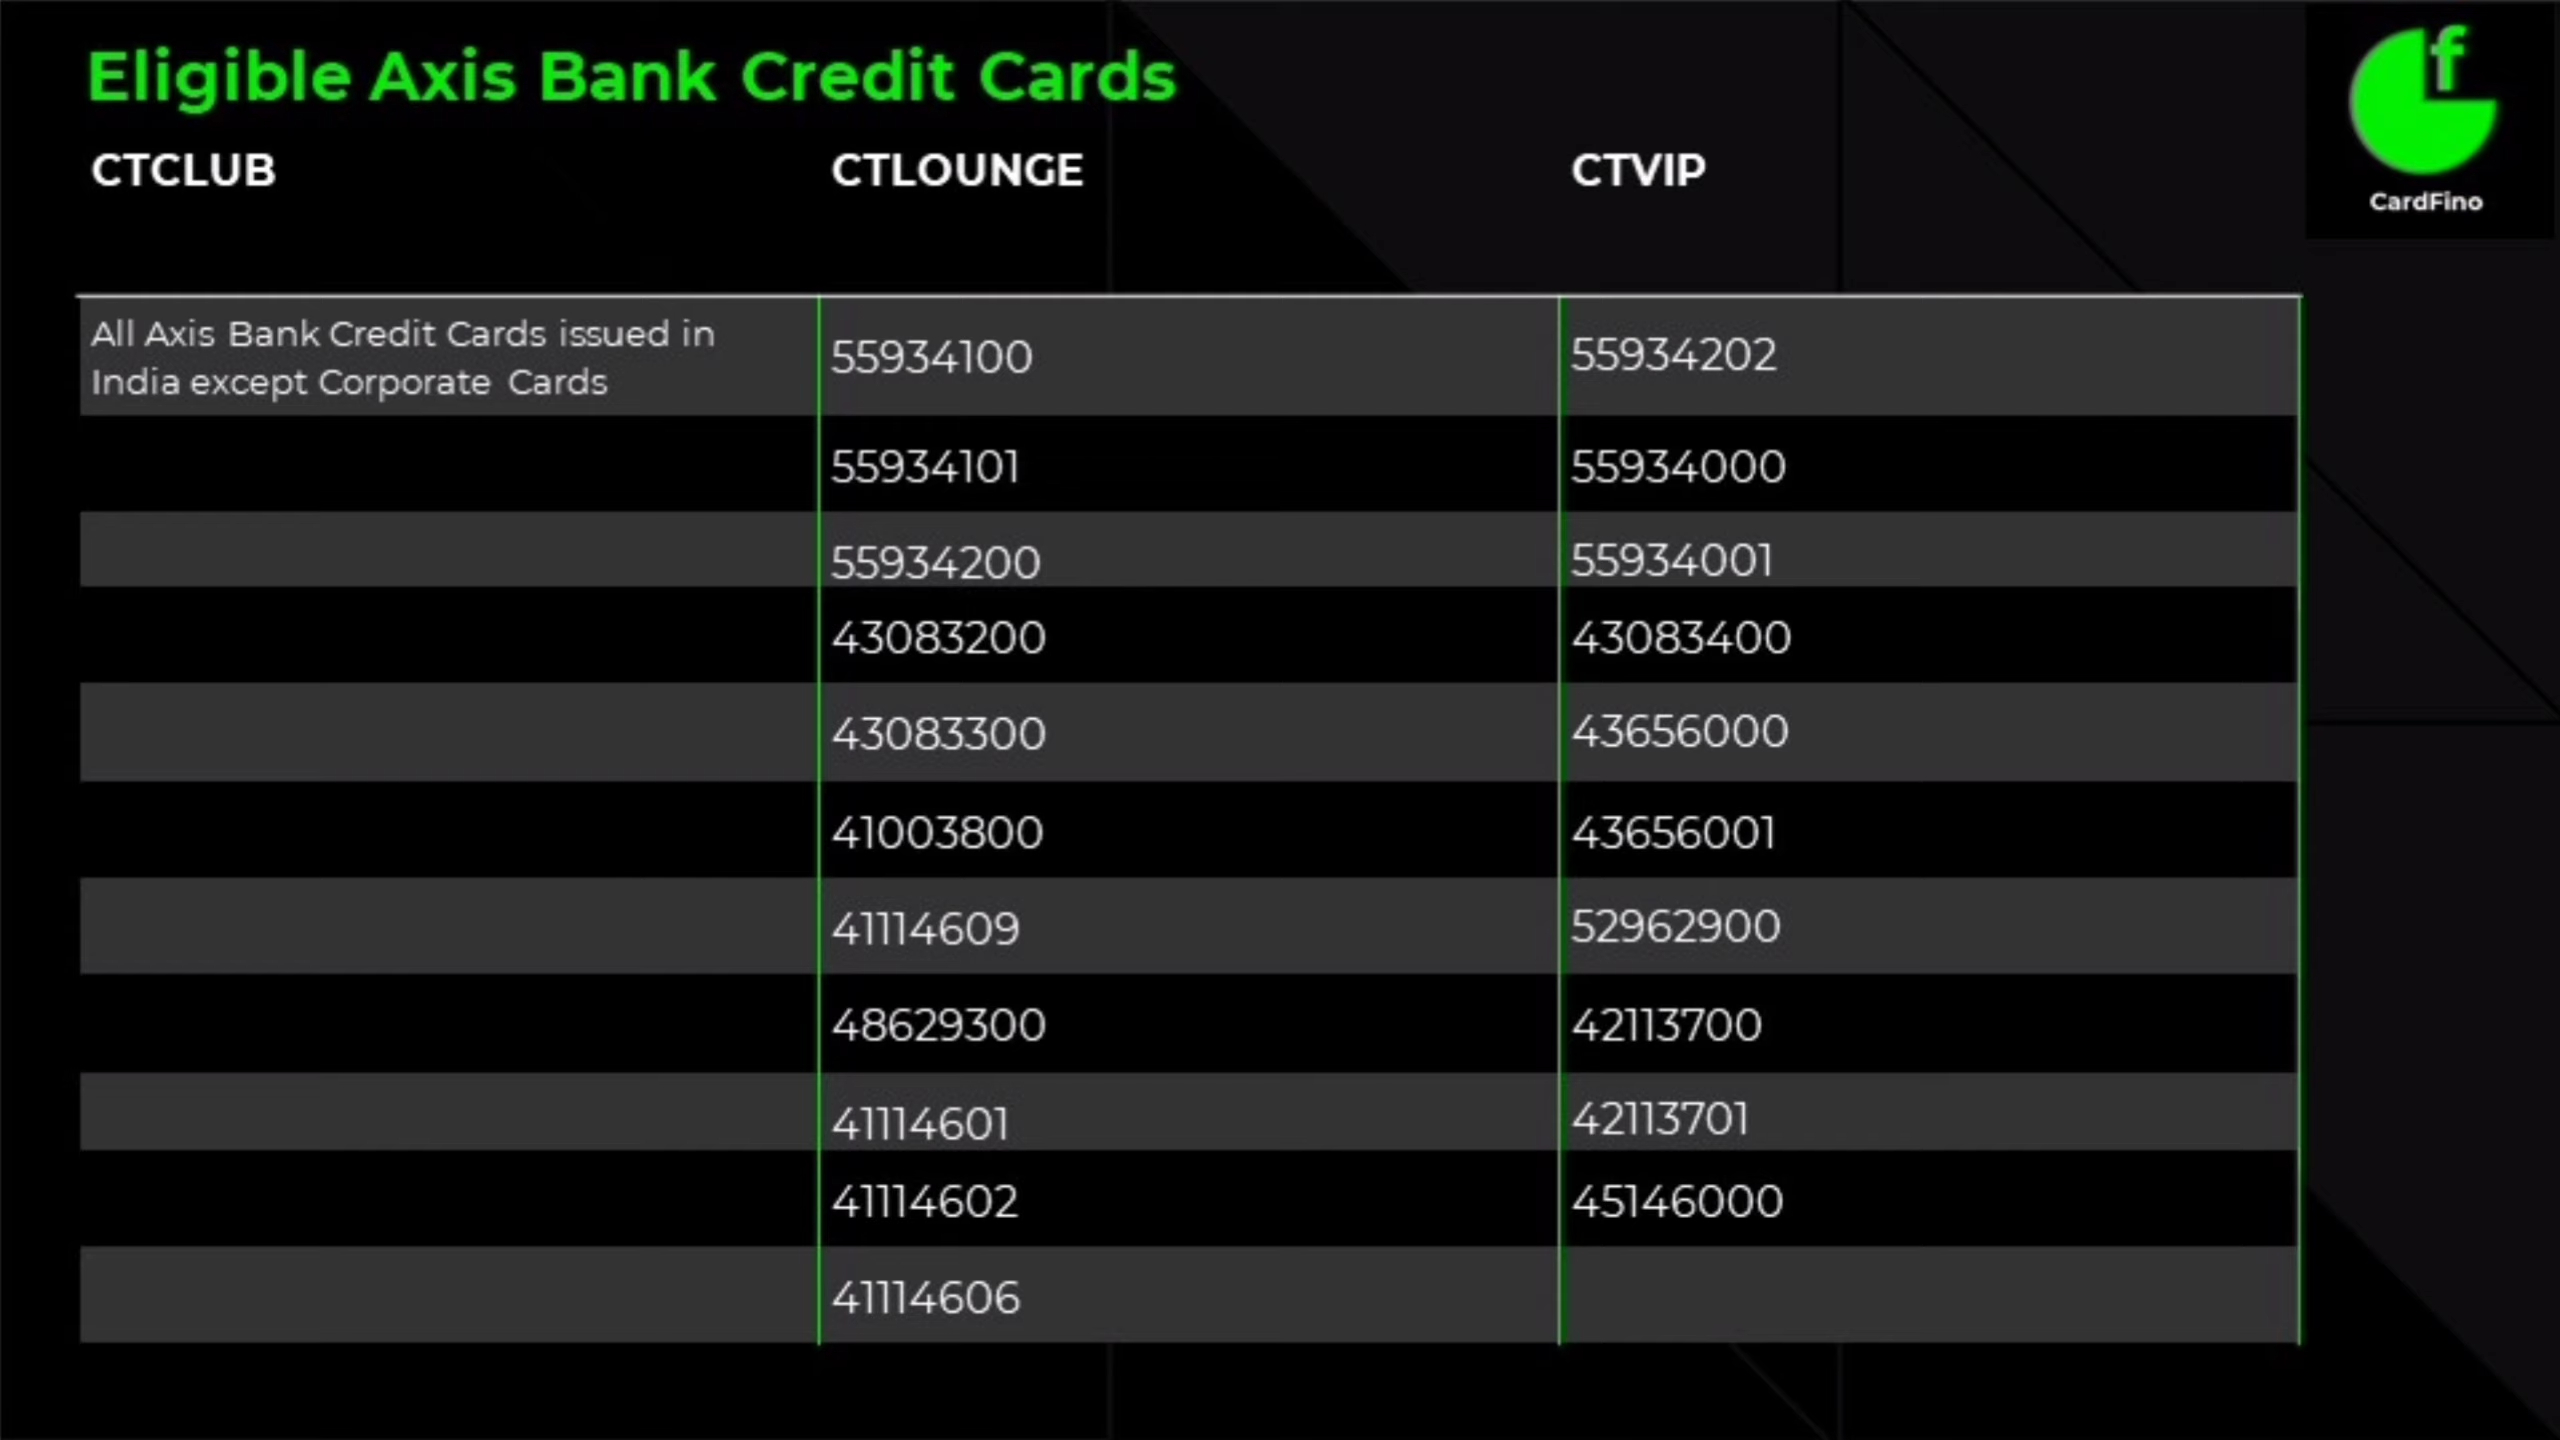 Eligible Axis Bank Credit Cards
f
CardFino
CTCLUB CTLOUNGE CTVIP
All Axis Bank Credit Cards issued in
India except Corporate Cards
55934100 55934202
55934101 55934000
55934200 55934001
43083200 43083400
43083300 43656000
41003800 43656001
41114609 52962900
48629300 42113700
41114601 42113701
41114602 45146000
41114606